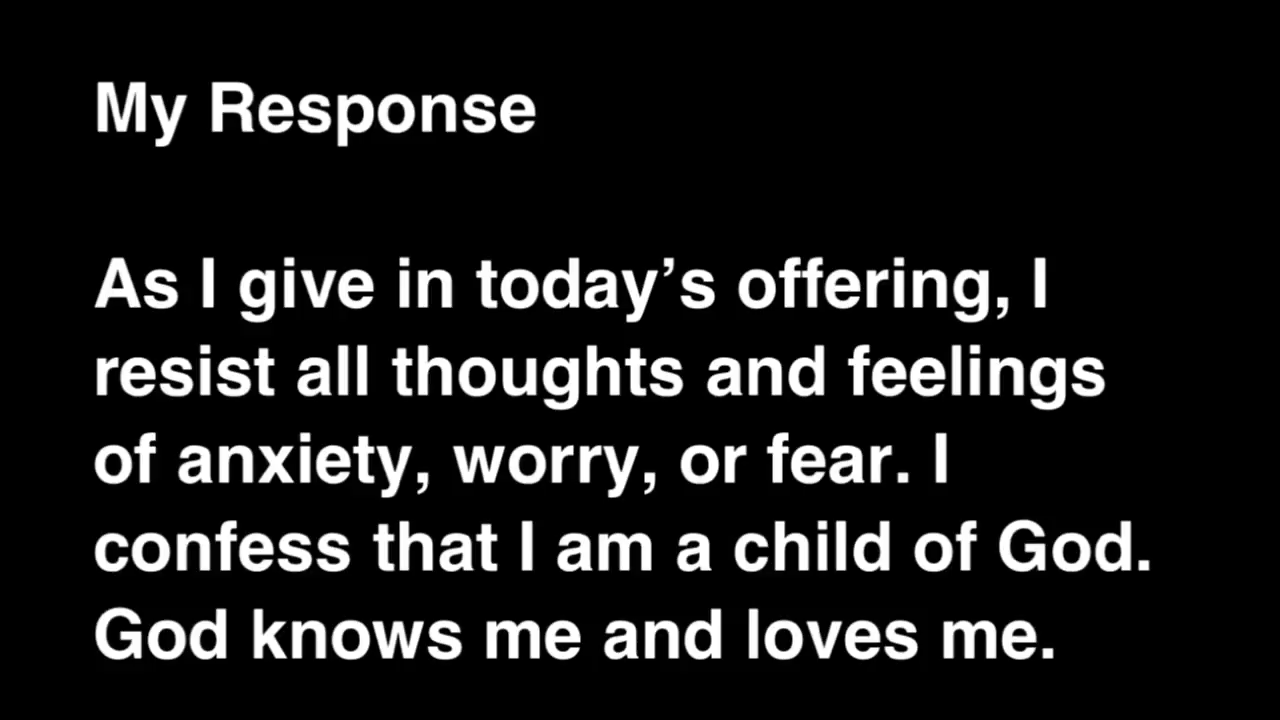 My Response
As I give in today’s offering, I
resist all thoughts and feelings
of anxiety, worry, or fear. I
confess that I am a child of God.
God knows me and loves me.